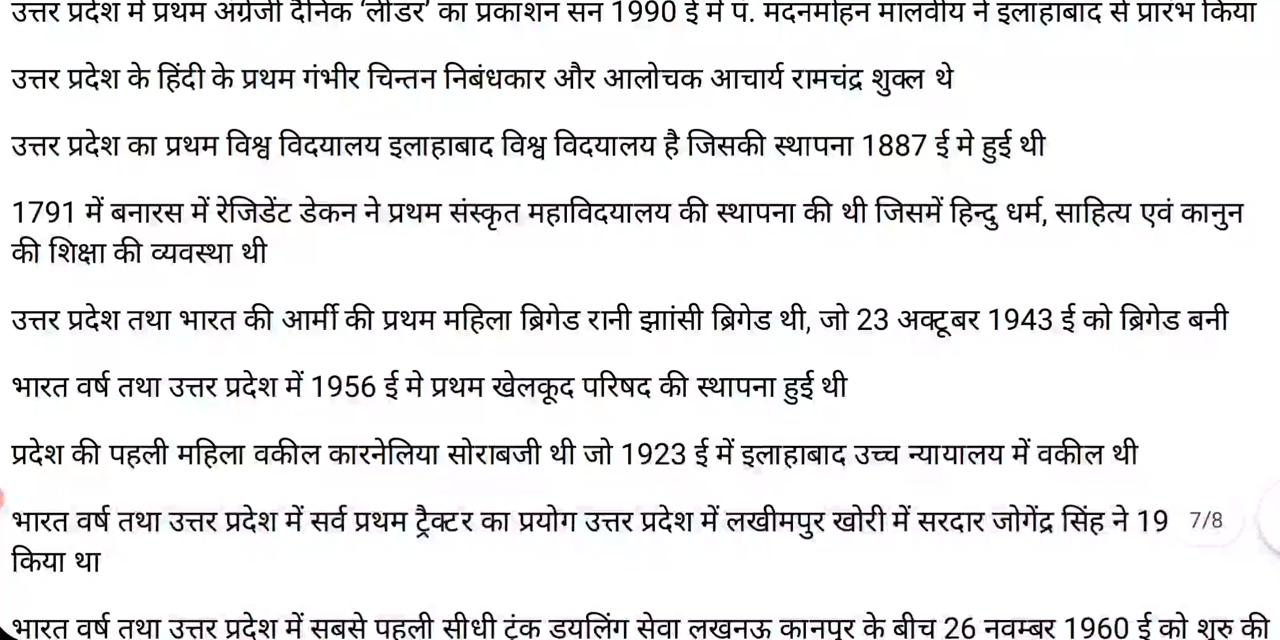 उत्तर प्रदेश में प्रथम अंग्रेजी दैनिक 'लीडर' का प्रकाशन सन 1990 ई में पं. मदनमोहन मालवीय ने इलाहाबाद से प्रारंभ किया
उत्तर प्रदेश के हिंदी के प्रथम गंभीर चिन्तन निबंधकार और आलोचक आचार्य रामचंद्र शुक्ल थे
उत्तर प्रदेश का प्रथम विश्व विदयालय इलाहाबाद विश्व विदयालय है जिसकी स्थापना 1887 ई मे हुई थी
1791 में बनारस में रेजिडेंट डेकन ने प्रथम संस्कृत महाविदयालय की स्थापना की थी जिसमें हिन्दु धर्म, साहित्य एवं कानुन
की शिक्षा की व्यवस्था थी
उत्तर प्रदेश तथा भारत की आर्मी की प्रथम महिला ब्रिगेड रानी झांसी ब्रिगेड थी, जो 23 अक्टूबर 1943 ई को ब्रिगेड बनी
भारत वर्ष तथा उत्तर प्रदेश में 1956 ई मे प्रथम खेलकूद परिषद की स्थापना हुई थी
प्रदेश की पहली महिला वकील कारनेलिया सोराबजी थी जो 1923 ई में इलाहाबाद उच्च न्यायालय में वकील थी
भारत वर्ष तथा उत्तर प्रदेश में सर्व प्रथम ट्रैक्टर का प्रयोग उत्तर प्रदेश में लखीमपुर खोरी में सरदार जोगेंद्र सिंह ने 19 7/8
किया था
भारत वर्ष तथा उत्तर प्रदेश में सबसे पहली सीधी ट्रंक डायलिंग सेवा लखनऊ कानपुर के बीच 26 नवम्बर 1960 ई को शुरु की